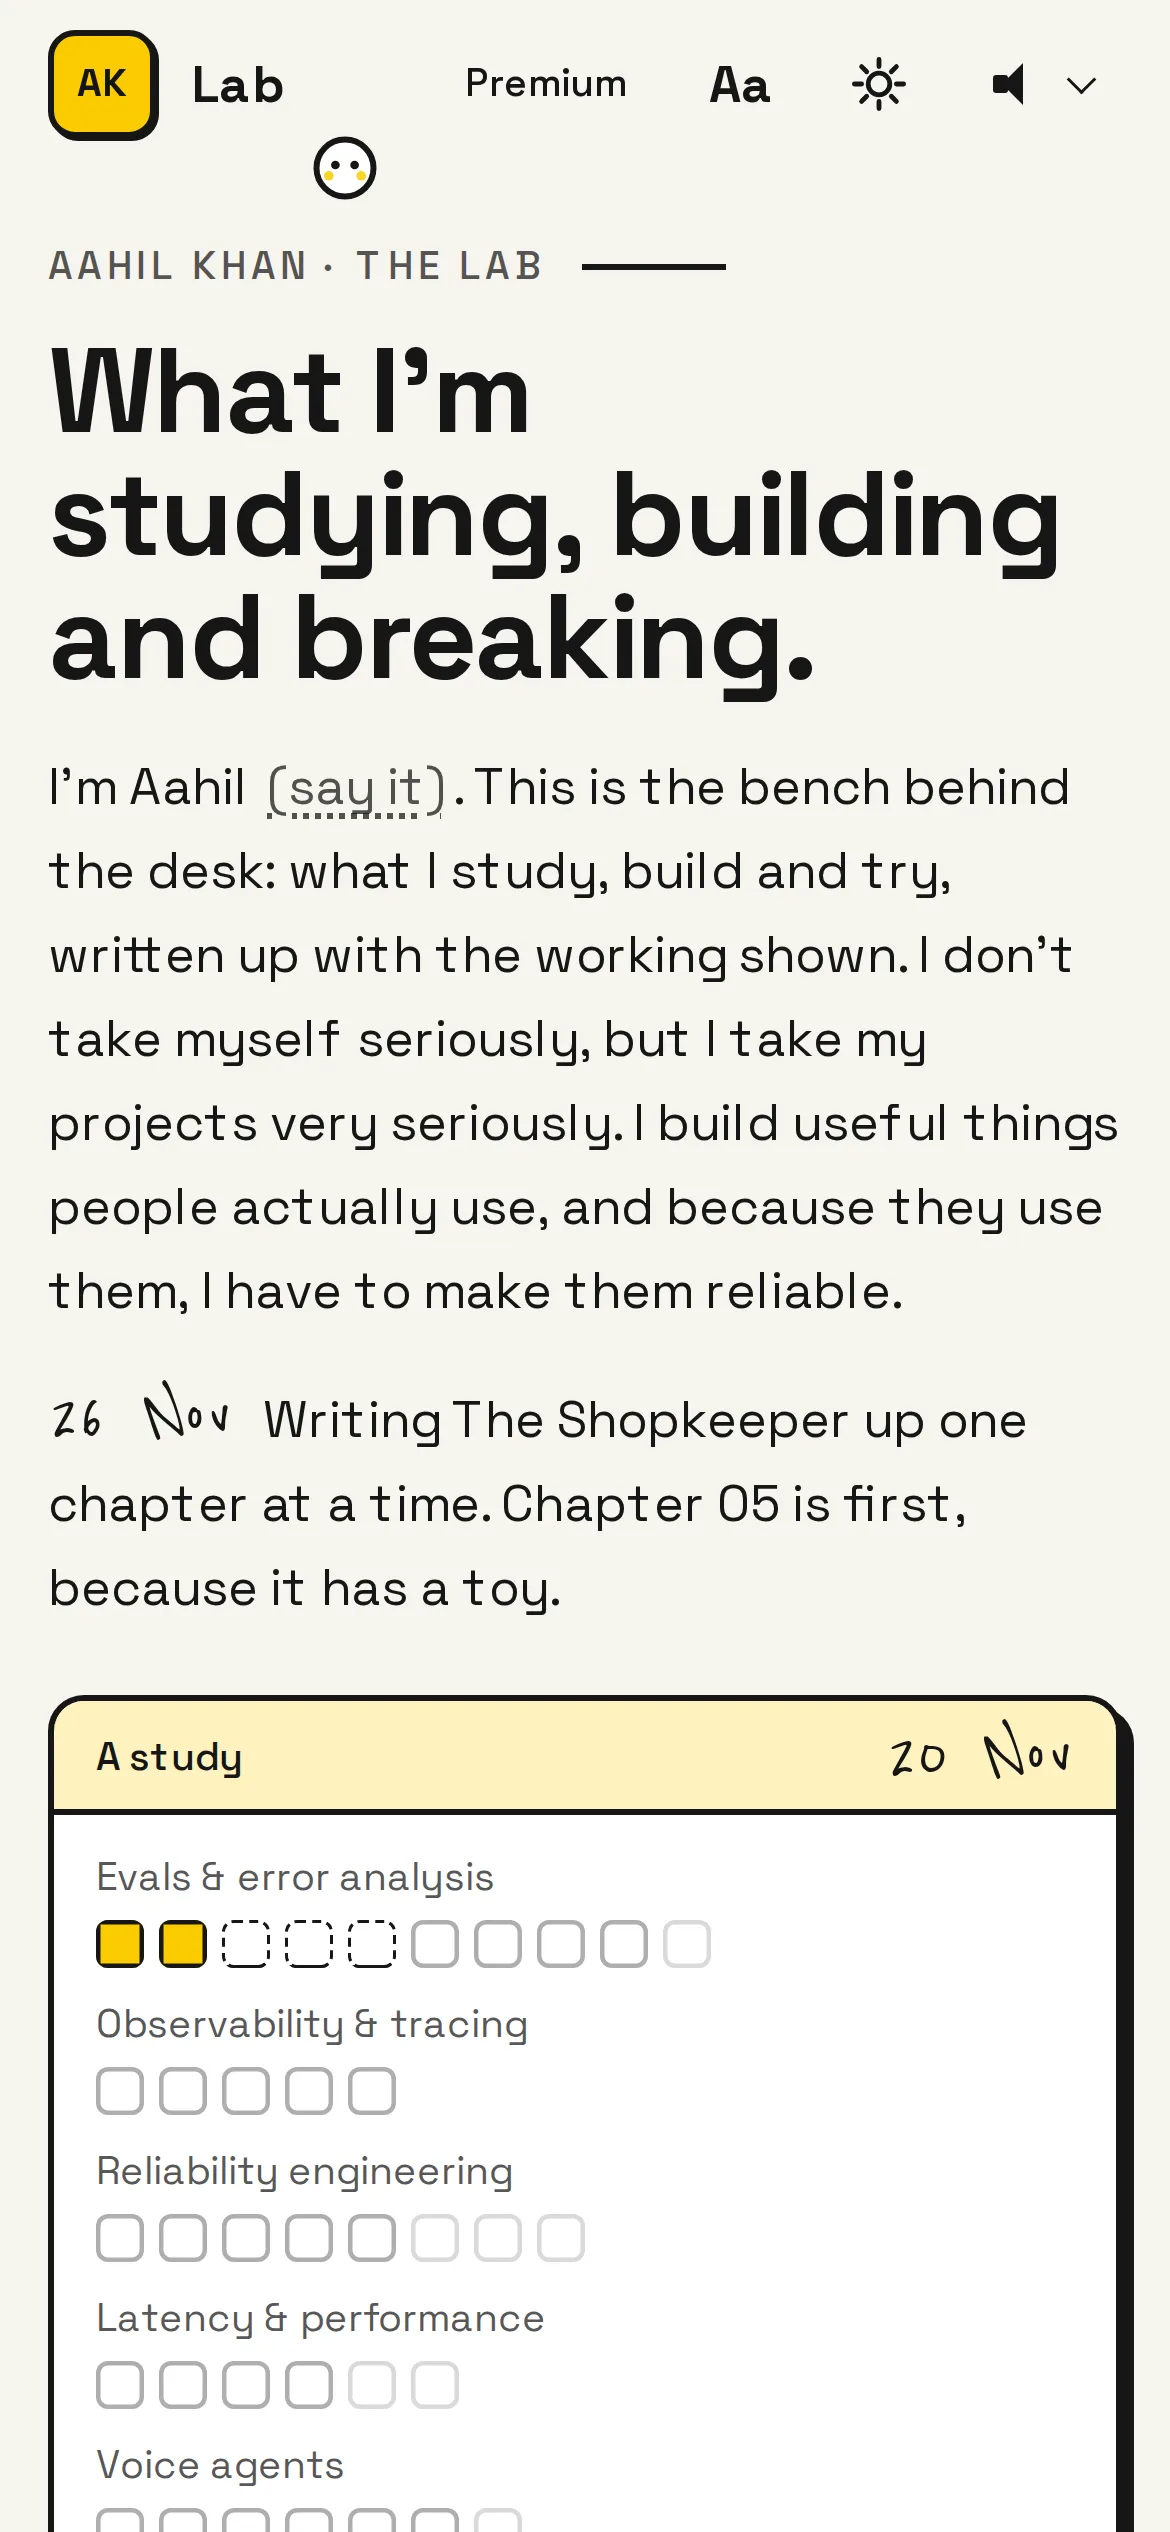 AK Lab Premium Aa
AAHIL KHAN · THE LAB
What I’m
studying, building
and breaking.
I’m Aahil (say it). This is the bench behind
the desk: what I study, build and try,
written up with the working shown. I don’t
take myself seriously, but I take my
projects very seriously. I build useful things
people actually use, and because they use
them, I have to make them reliable.
26 Nov Writing The Shopkeeper up one
chapter at a time. Chapter 05 is first,
because it has a toy.
A study 20 Nov
Evals & error analysis
Observability & tracing
Reliability engineering
Latency & performance
Voice agents